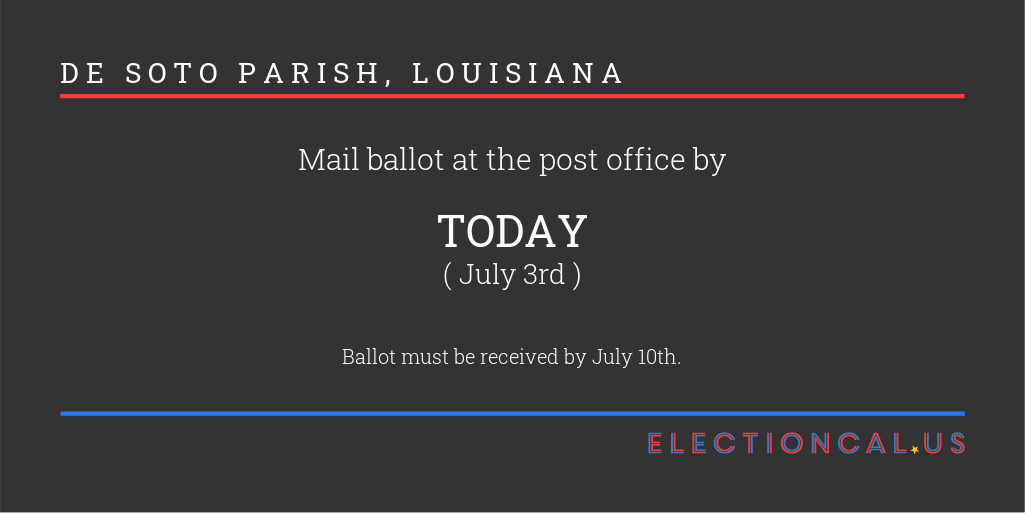 DE SOTO PARISH, LOUISIANA
Mail ballot at the post office by
TODAY
( July 3rd )
Ballot must be received by July 10th.
ELECTIONCAL★US